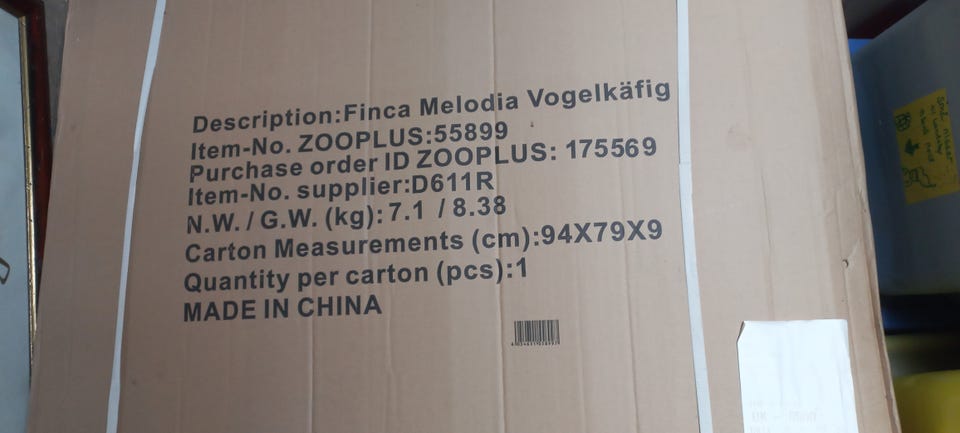 Description:Finca Melodia Vogelkäfig
Item-No. ZOOPLUS:55899
Purchase order ID ZOOPLUS: 175569
Item-No. supplier:D611R
N.W. / G.W. (kg): 7.1 / 8.38
Carton Measurements (cm):94X79X9
Quantity per carton (pcs):1
MADE IN CHINA